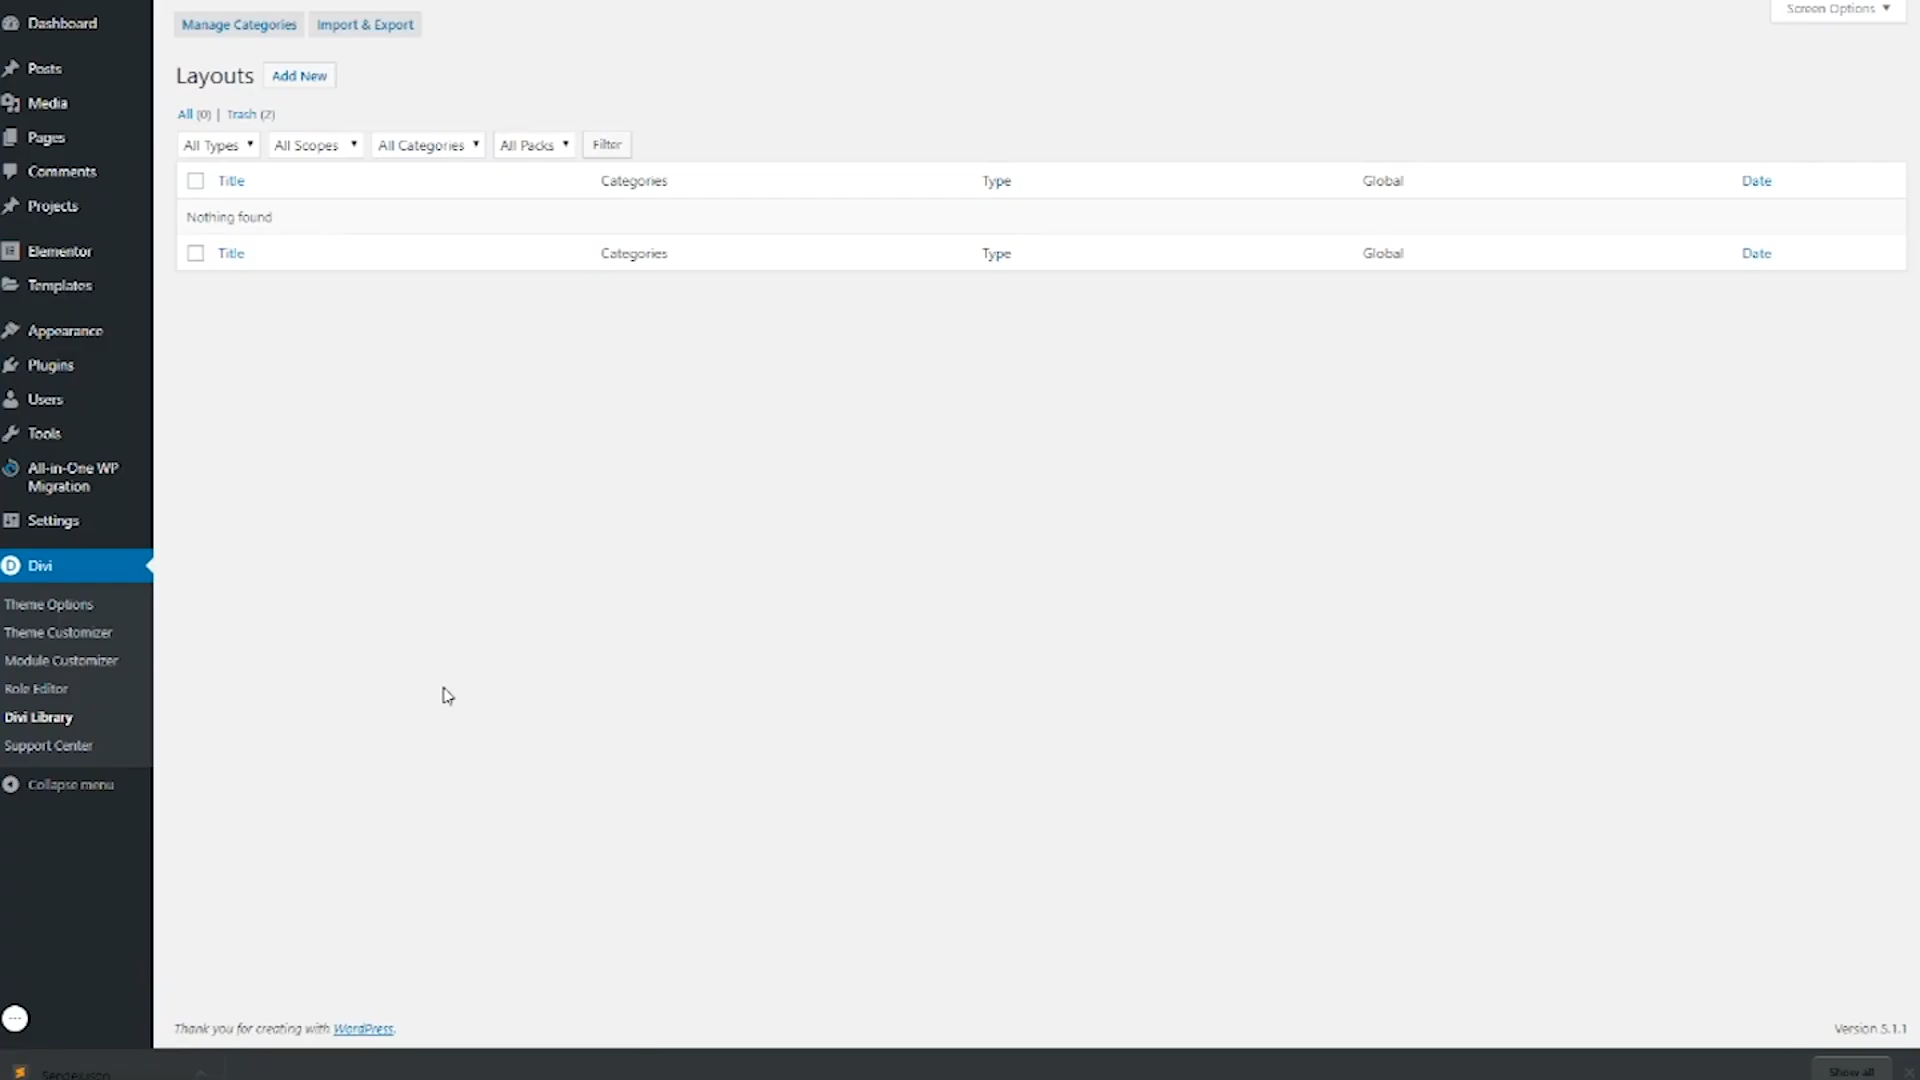 Dashboard
Posts
Media
Pages
Comments
Projects
Elementor
Templates
Appearance
Plugins
Users
Tools
All-in-One WP
Migration
Settings
Divi
Theme Options
Theme Customizer
Module Customizer
Role Editor
Divi Library
Support Center
Collapse menu
Manage Categories Import & Export
Screen Options
Layouts Add New
All (0) | Trash (2)
All Types All Scopes All Categories All Packs Filter
Title Categories Type Global Date
Nothing found
Title Categories Type Global Date
Thank you for creating with WordPress.
Version 5.1.1
Show all